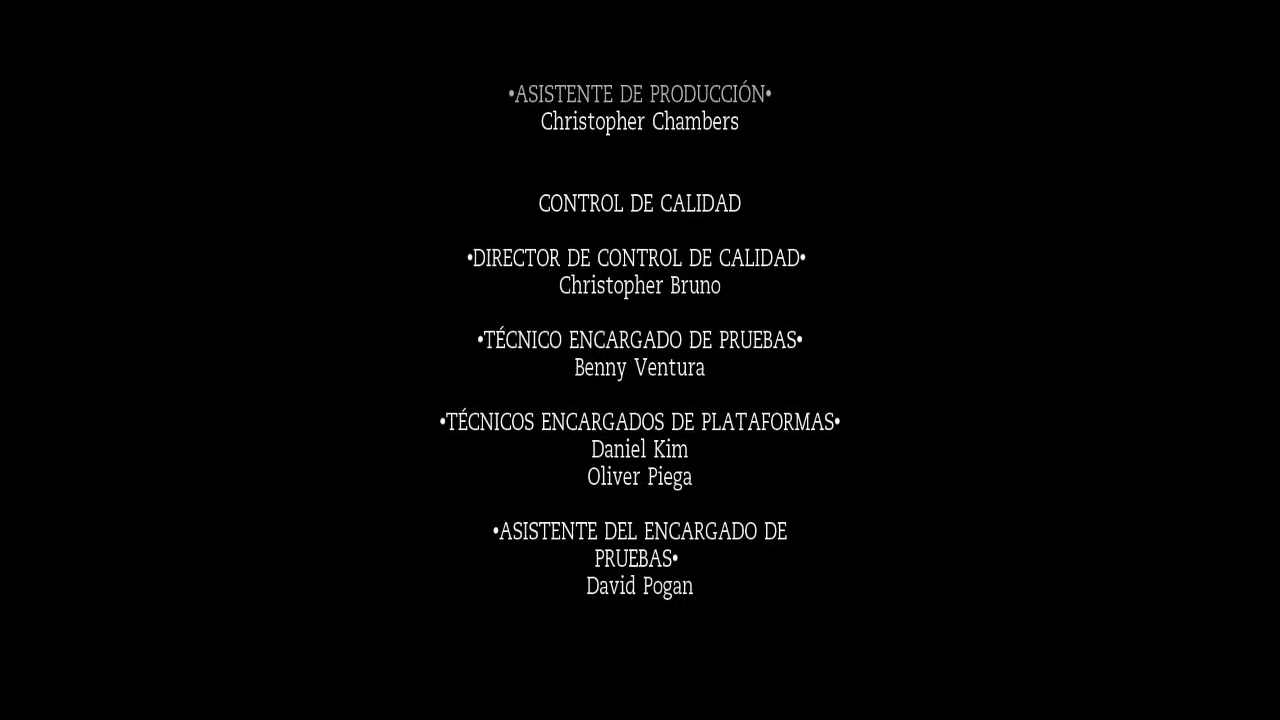 •ASISTENTE DE PRODUCCIÓN•
Christopher Chambers
CONTROL DE CALIDAD
•DIRECTOR DE CONTROL DE CALIDAD•
Christopher Bruno
•TÉCNICO ENCARGADO DE PRUEBAS•
Benny Ventura
•TÉCNICOS ENCARGADOS DE PLATAFORMAS•
Daniel Kim
Oliver Piega
•ASISTENTE DEL ENCARGADO DE
PRUEBAS•
David Pogan